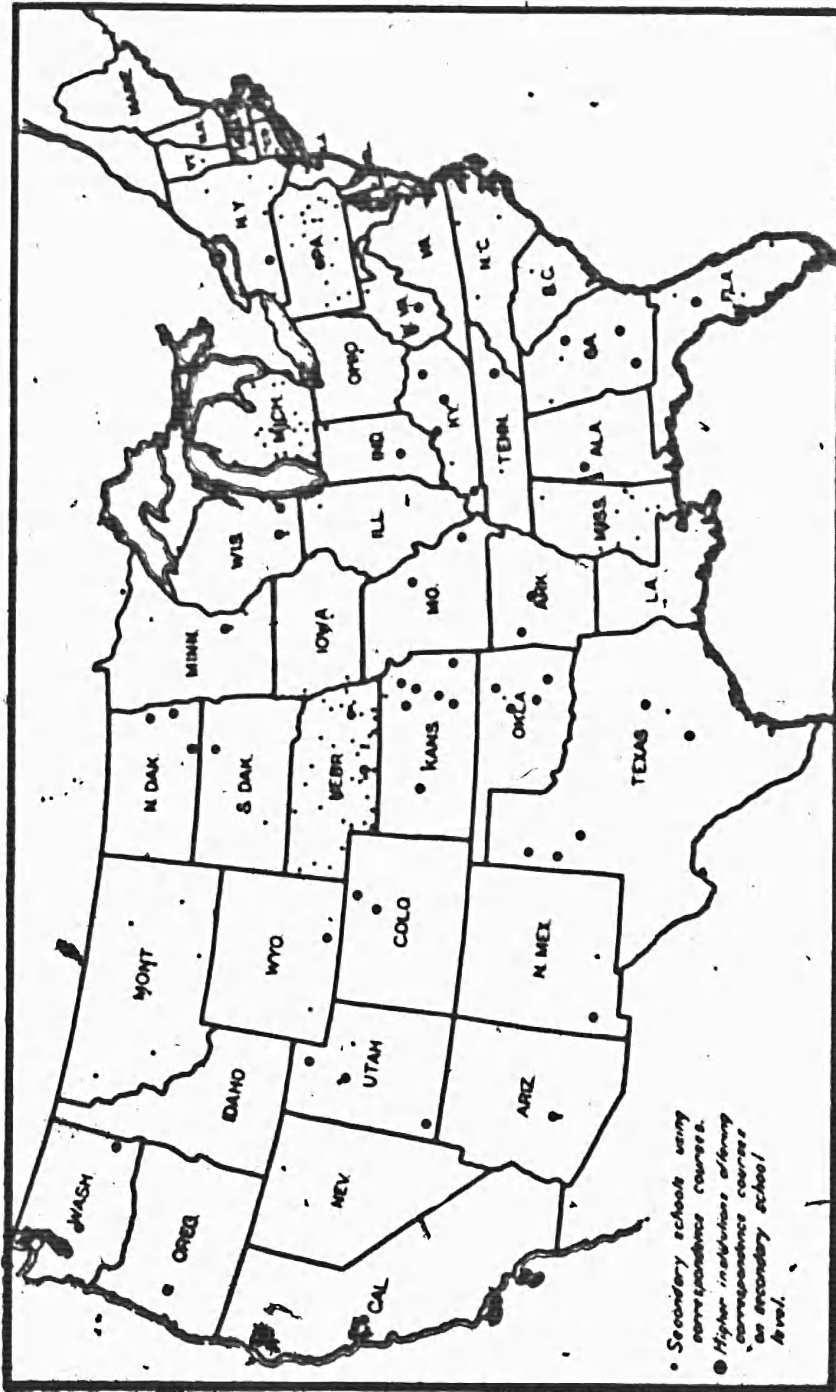 WASH
OREG.
CAL
NEV.
IDAHO
MONT
WYO.
UTAH
COLO
ARIZ
N. MEX.
N. DAK.
S. DAK.
NEBR.
KANS.
OKLA
TEXAS
MINN.
IOWA
MO.
ARK
LA.
WIS.
ILL.
MICH.
IND.
OHIO
KY.
TENN.
MISS.
ALA.
GA.
FLA
S.C.
N.C.
VA.
W. VA.
PA.
N.Y.
VT.
MAINE
• Secondary schools using
correspondence courses.
● Higher institutions offering
correspondence courses
on secondary school
level.